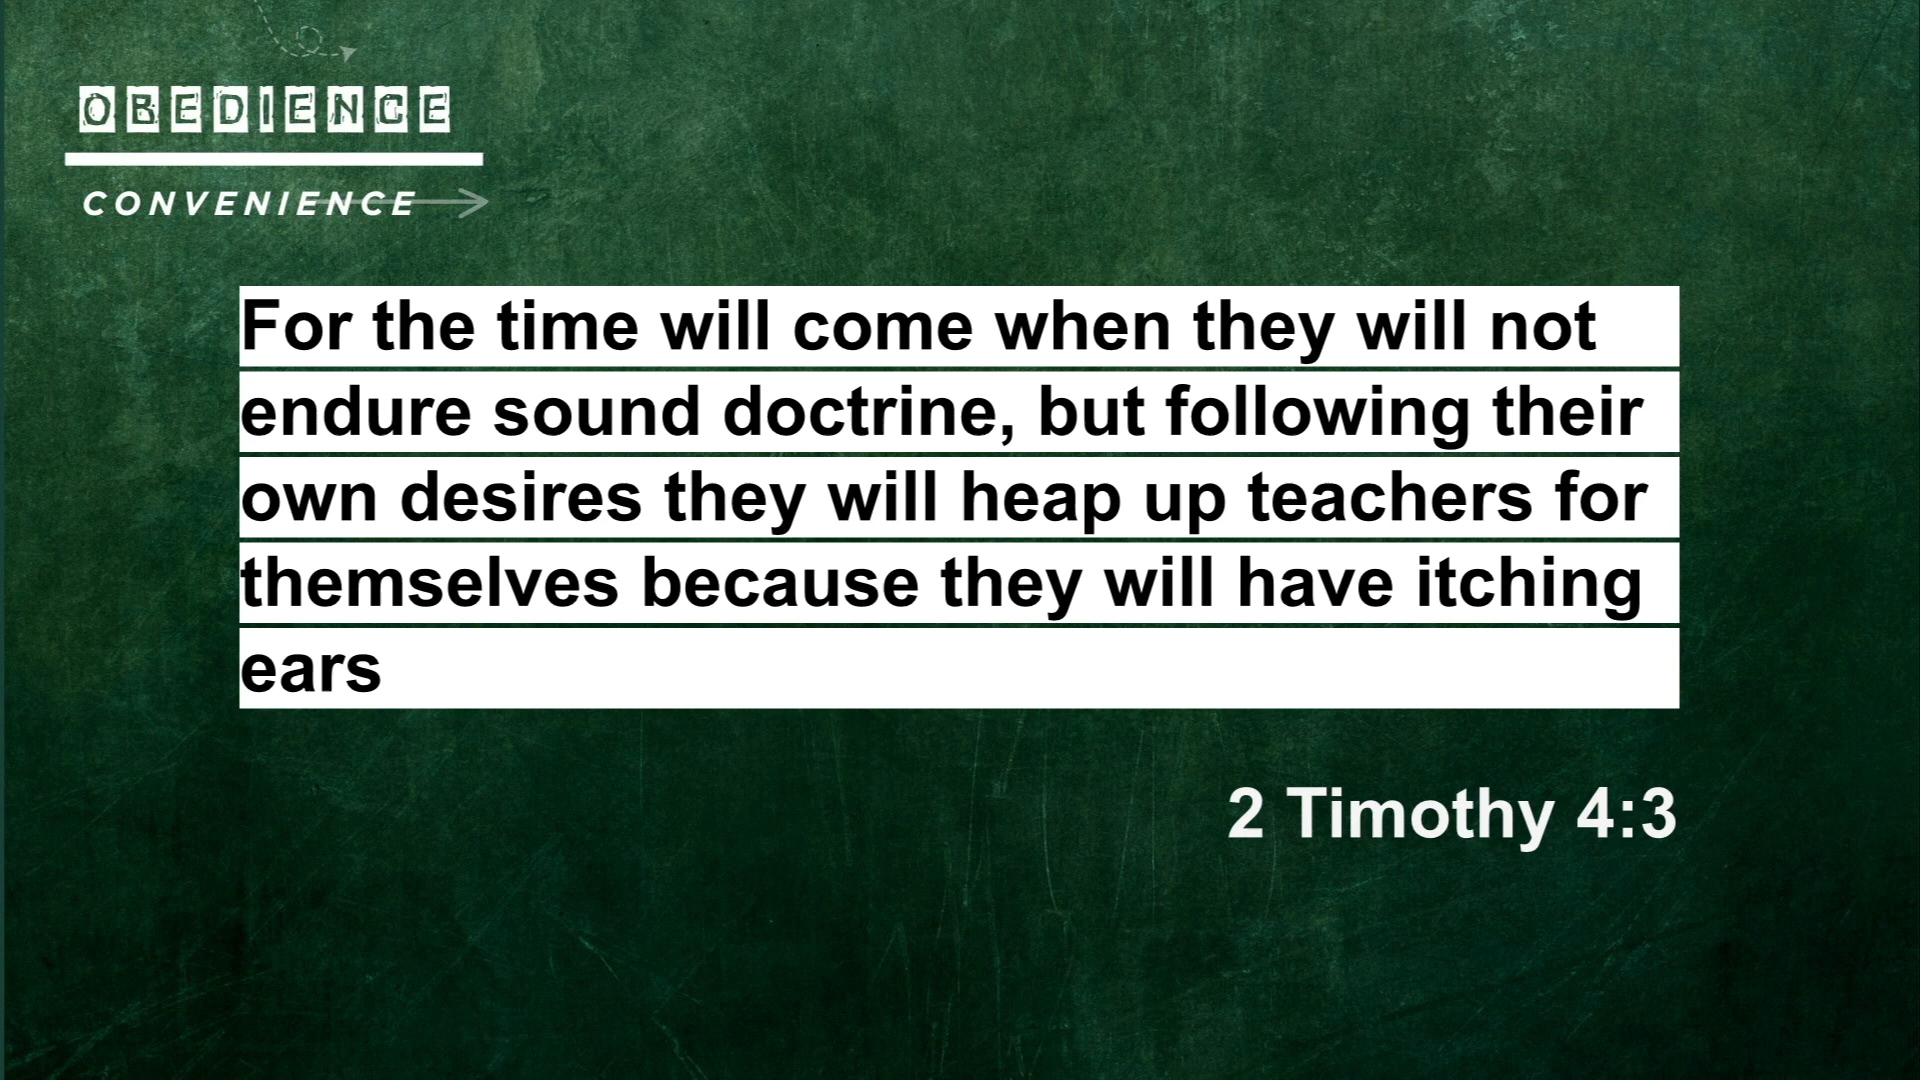 OBEDIENCE
CONVENIENCE
For the time will come when they will not
endure sound doctrine, but following their
own desires they will heap up teachers for
themselves because they will have itching
ears
2 Timothy 4:3